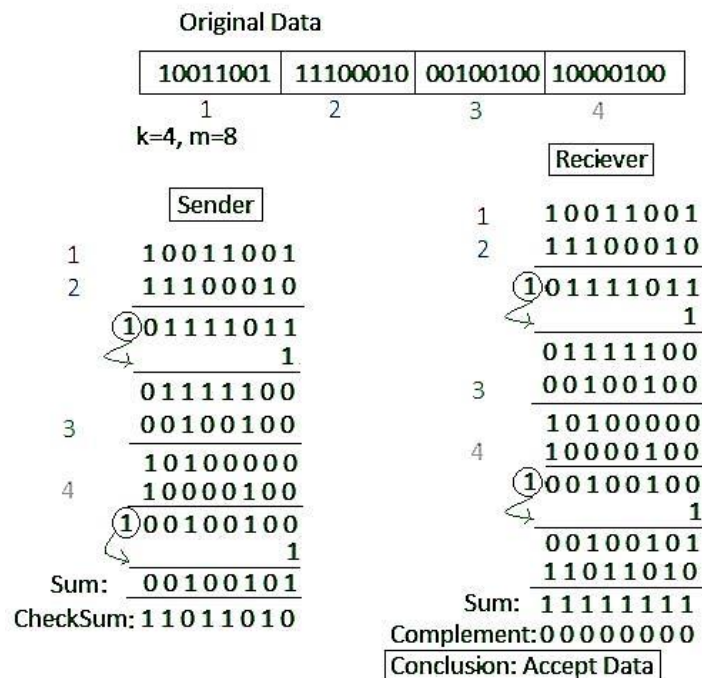 Original Data
10011001 11100010 00100100 10000100
1 2 3 4
k=4, m=8
Sender
1 10011001
2 11100010
1 01111011
1
01111100
3 00100100
10100000
4 10000100
1 00100100
1
Sum: 00100101
CheckSum: 11011010
Reciever
1 10011001
2 11100010
1 01111011
1
01111100
3 00100100
10100000
4 10000100
1 00100100
1
00100101
11011010
Sum: 11111111
Complement: 00000000
Conclusion: Accept Data